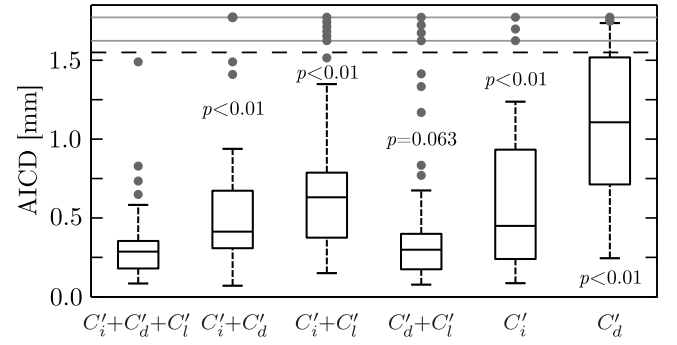 AICD [mm]
1.5
1.0
0.5
0.0
p<0.01
p<0.01
p=0.063
p<0.01
p<0.01
C′ᵢ+C′d+C′ₗ C′ᵢ+C′d C′ᵢ+C′ₗ C′d+C′ₗ C′ᵢ C′d